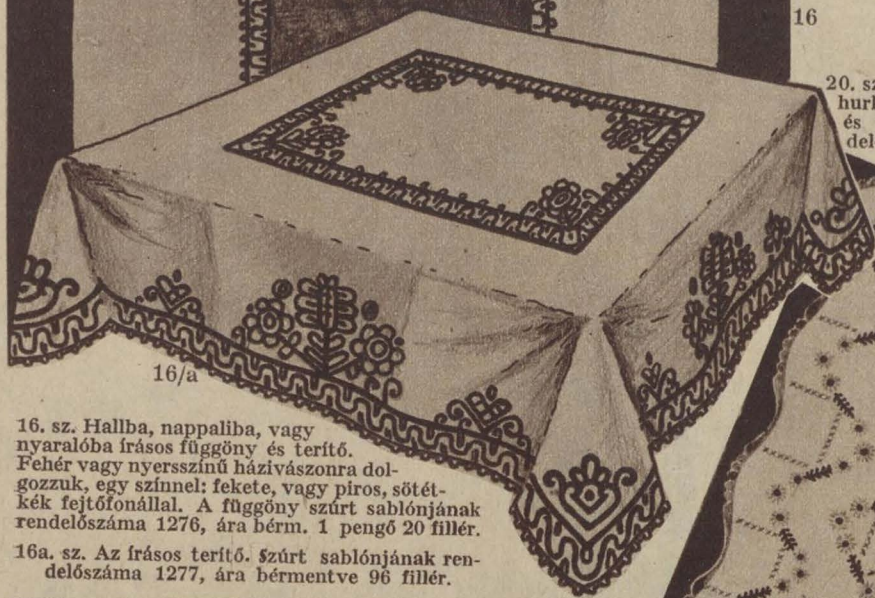 16
20. sz
hurk
és
del
16/a
16. sz. Hallba, nappaliba, vagy
nyaralóba írásos függöny és terítő.
Fehér vagy nyersszínű házivászonra dol-
gozzuk, egy színnel: fekete, vagy piros, sötét-
kék fejtőfonállal. A függöny szúrt sablónjának
rendelőszáma 1276, ára bérm. 1 pengő 20 fillér.
16a. sz. Az írásos terítő. Szúrt sablónjának ren-
delőszáma 1277, ára bérmentve 96 fillér.